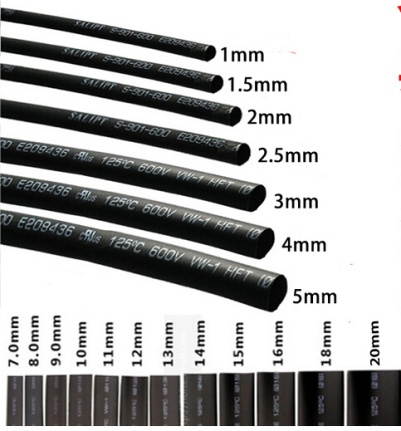 SALIPT S-901-600 E209436
1mm
SALIPT S-901-600 E209436
1.5mm
SALIPT S-901-600 E209436
2mm
SALIPT S-901-600 E209436
2.5mm
00 E209436 125℃ 600V VW-1 HFT
3mm
00 E209436 125℃ 600V VW-1 HFT
4mm
00 E209436 125℃ 600V VW-1 HFT
5mm
7.0mm
8.0mm
9.0mm
10mm
11mm
12mm
13mm
14mm
15mm
16mm
18mm
20mm